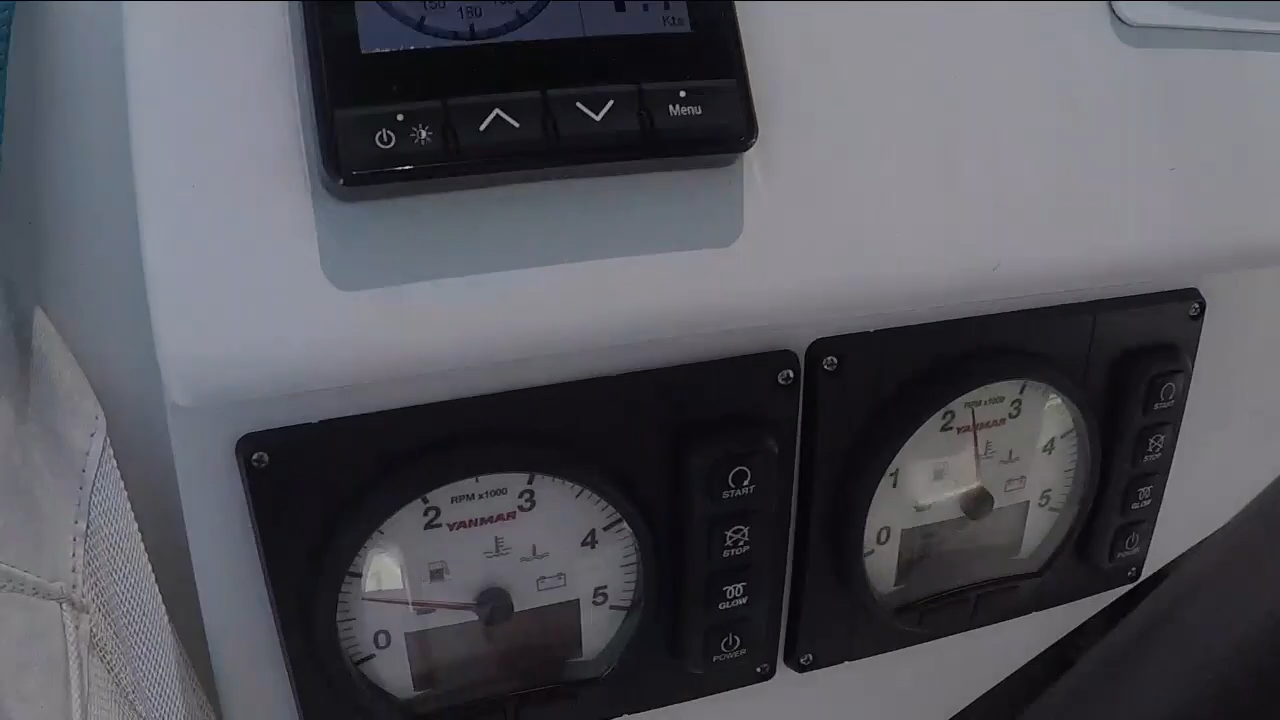 180
Kts
Menu
RPM x1000
2
3
YANMAR
4
5
0
START
STOP
GLOW
POWER
RPM x1000
2
3
YANMAR
1
4
5
0
START
STOP
GLOW
POWER